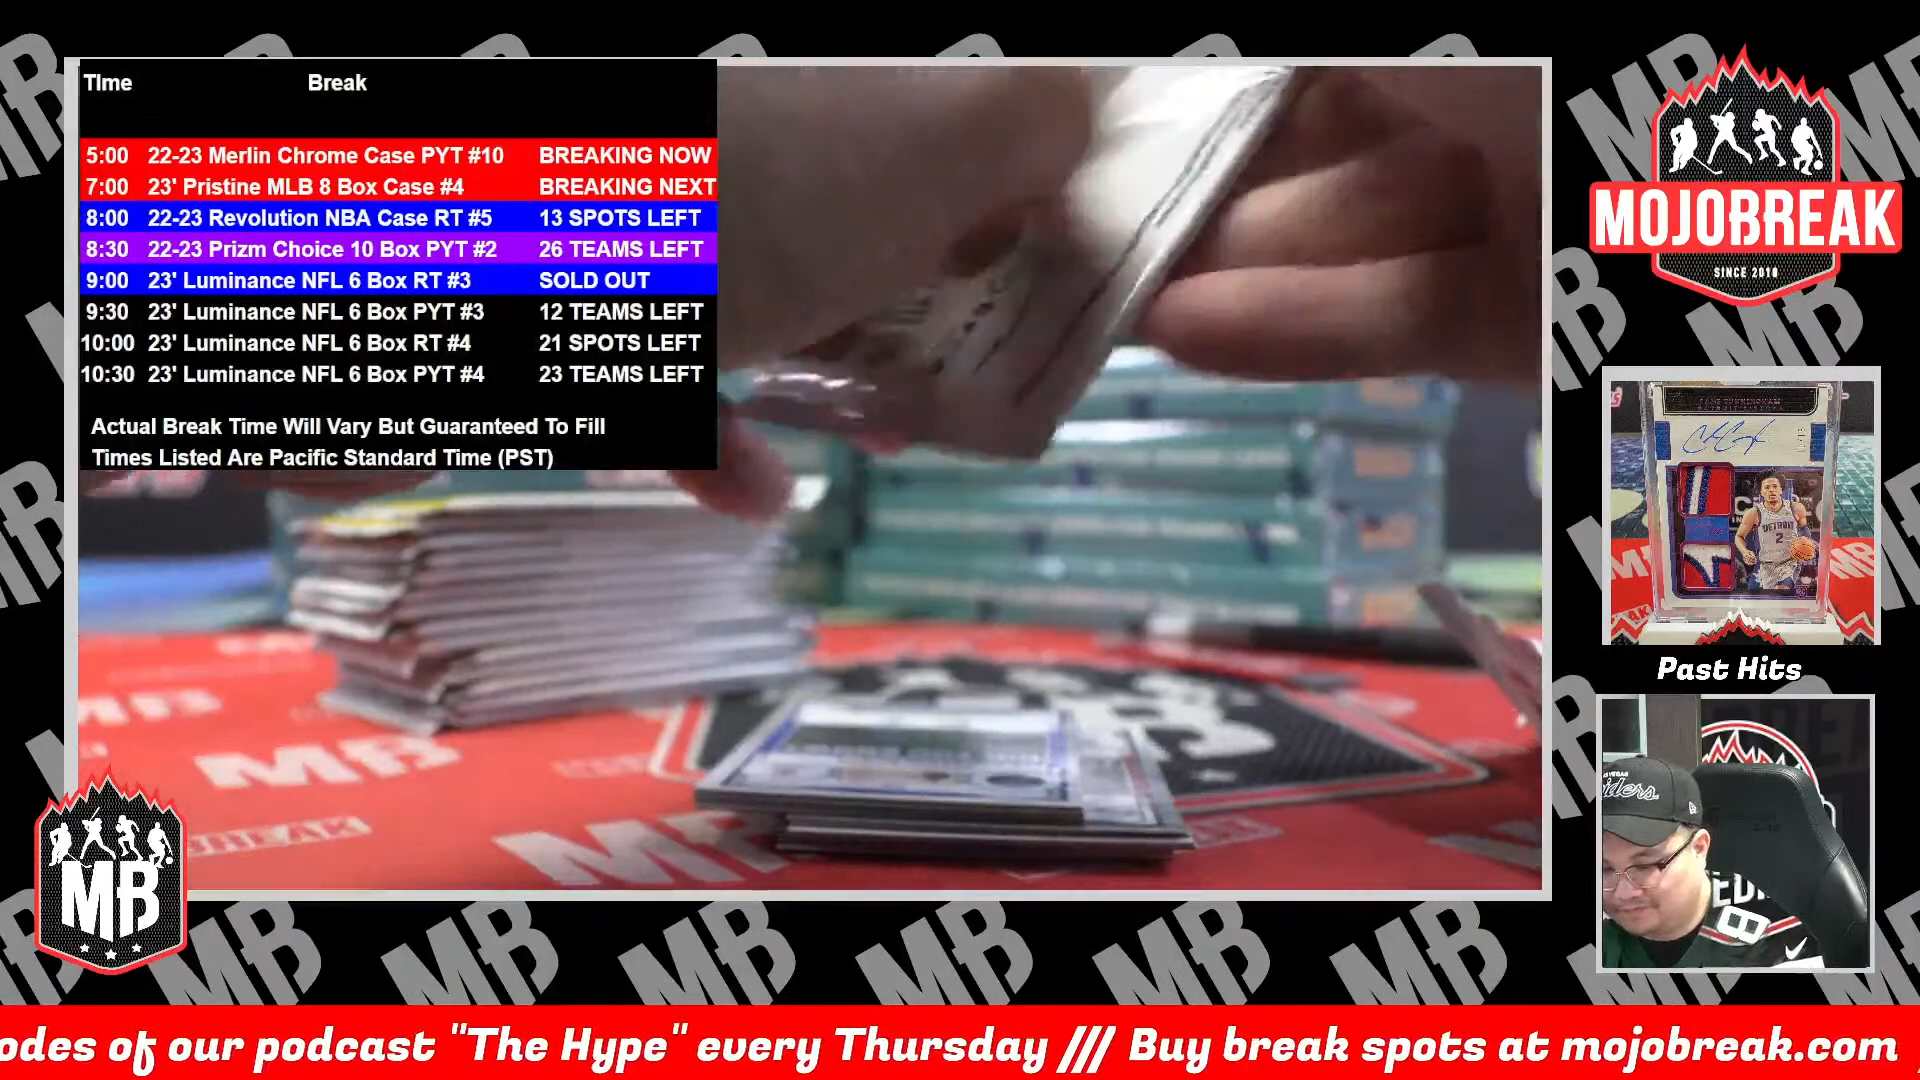 TIme Break
5:00 22-23 Merlin Chrome Case PYT #10 BREAKING NOW
7:00 23' Pristine MLB 8 Box Case #4 BREAKING NEXT
8:00 22-23 Revolution NBA Case RT #5 13 SPOTS LEFT
8:30 22-23 Prizm Choice 10 Box PYT #2 26 TEAMS LEFT
9:00 23' Luminance NFL 6 Box RT #3 SOLD OUT
9:30 23' Luminance NFL 6 Box PYT #3 12 TEAMS LEFT
10:00 23' Luminance NFL 6 Box RT #4 21 SPOTS LEFT
10:30 23' Luminance NFL 6 Box PYT #4 23 TEAMS LEFT
Actual Break Time Will Vary But Guaranteed To Fill
Times Listed Are Pacific Standard Time (PST)
MOJOBREAK
SINCE 2010
DETROIT
2
Past Hits
MB
MB
MB
odes of our podcast "The Hype" every Thursday /// Buy break spots at mojobreak.com